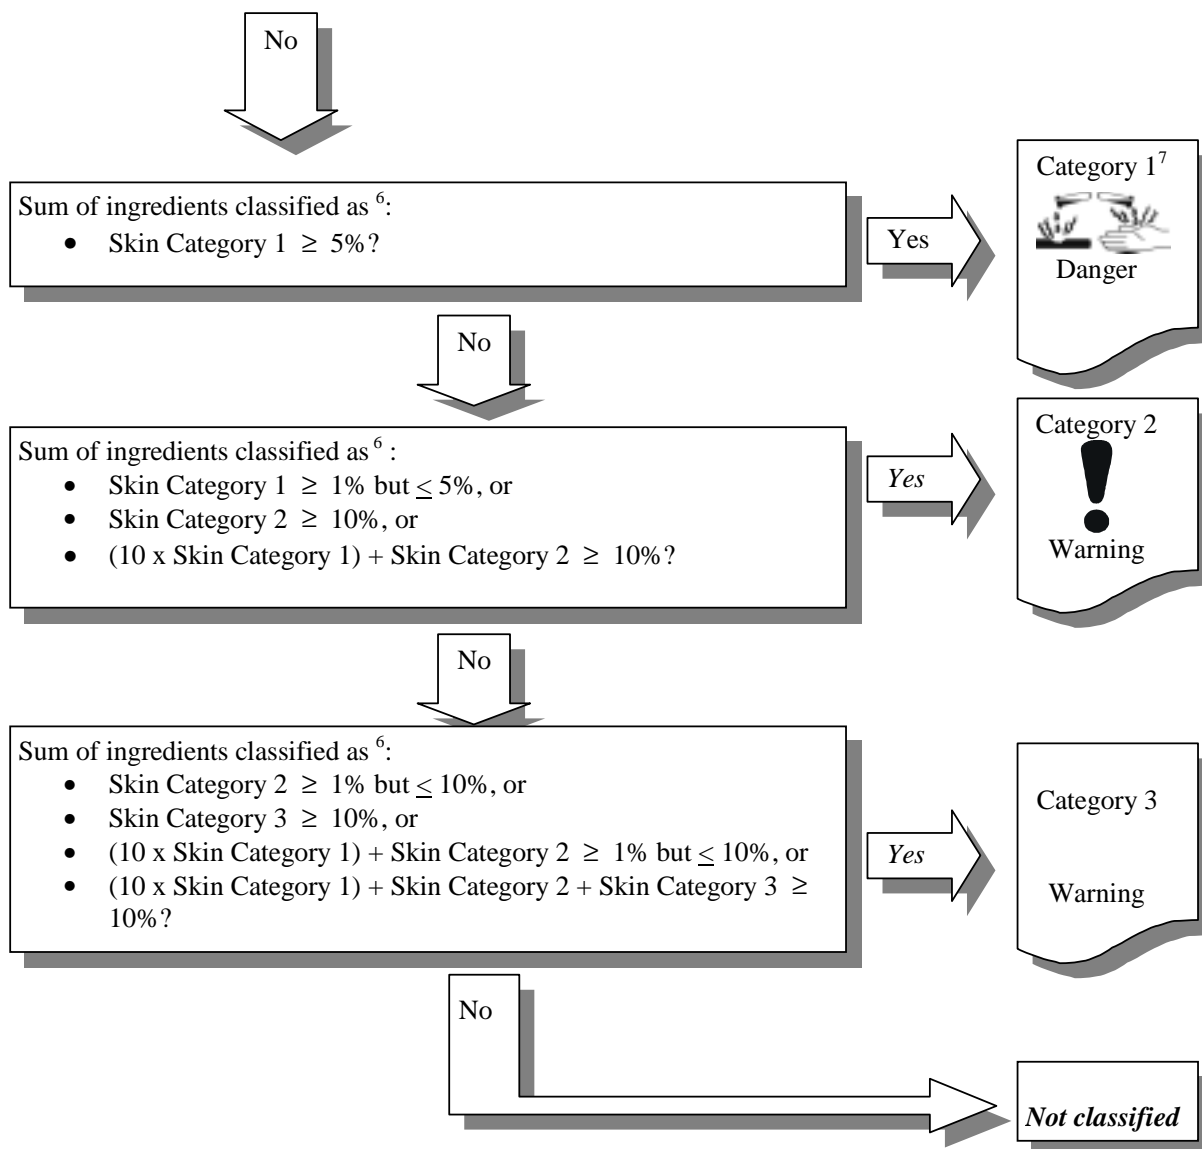 No
Sum of ingredients classified as ⁶:
• Skin Category 1 ≥ 5%?
Yes
Category 1⁷
Danger
No
Sum of ingredients classified as ⁶ :
• Skin Category 1 ≥ 1% but ≤ 5%, or
• Skin Category 2 ≥ 10%, or
• (10 x Skin Category 1) + Skin Category 2 ≥ 10%?
Yes
Category 2
Warning
No
Sum of ingredients classified as ⁶:
• Skin Category 2 ≥ 1% but ≤ 10%, or
• Skin Category 3 ≥ 10%, or
• (10 x Skin Category 1) + Skin Category 2 ≥ 1% but ≤ 10%, or
• (10 x Skin Category 1) + Skin Category 2 + Skin Category 3 ≥
10%?
Yes
Category 3
Warning
No
Not classified